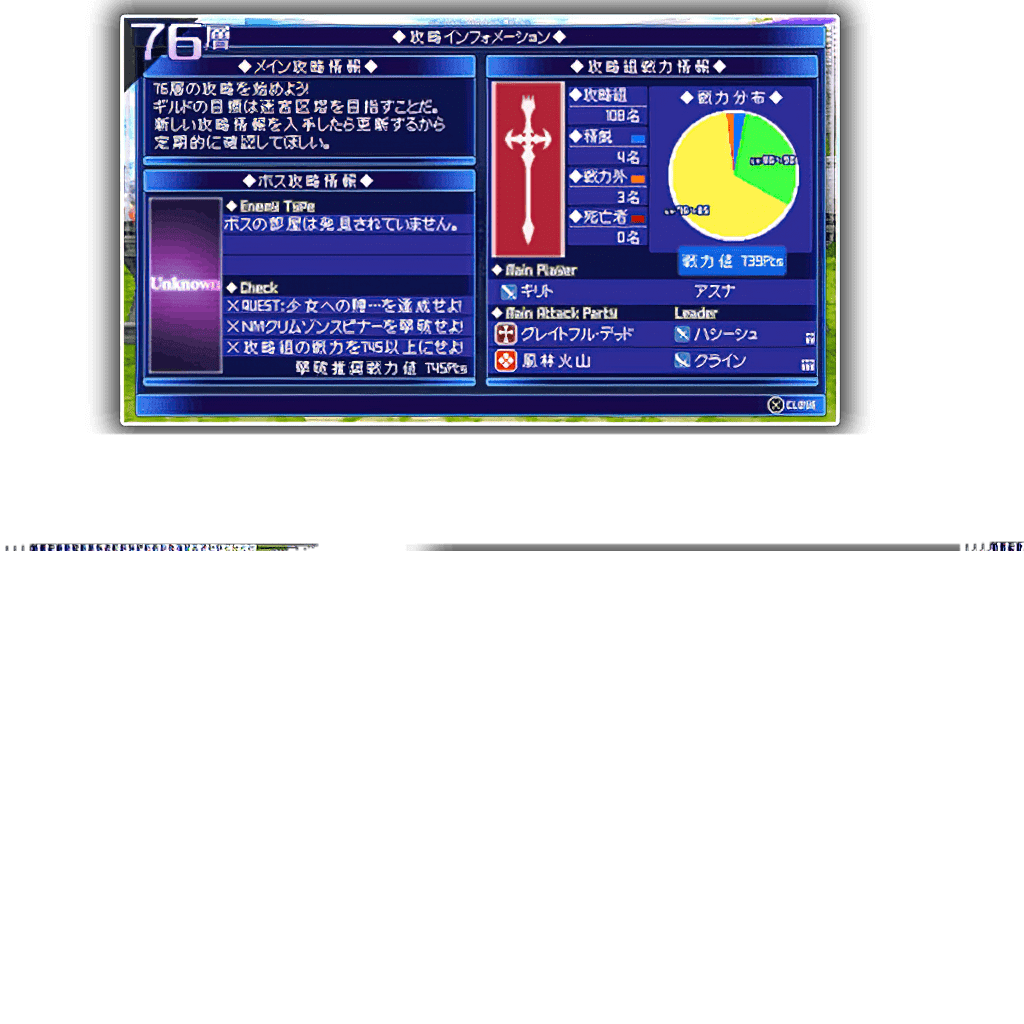 76層
◆攻略インフォメーション◆
◆メイン攻略情報◆
76層の攻略を始めよう!
ギルドの目標は迷宮区塔を目指すことだ。
新しい攻略情報を入手したら更新するから
定期的に確認してほしい。
◆ボス攻略情報◆
Unknown
◆Enemy Type
ボスの部屋は発見されていません。
◆Check
×QUEST:少女への贈…を達成せよ!
×NMクリムゾンスピナーを撃破せよ!
×攻略組の戦力を745以上にせよ!
撃破推奨戦力値 745Pts
◆攻略組戦力情報◆
◆攻略組
108名
◆精鋭
4名
◆戦力外
3名
◆死亡者
0名
◆戦力分布◆
戦力値 739Pts
◆Main Player
キリト アスナ
◆Main Attack Party Leader
グレイトフル・デッド ハシーシュ
風林火山 クライン
CLOSE